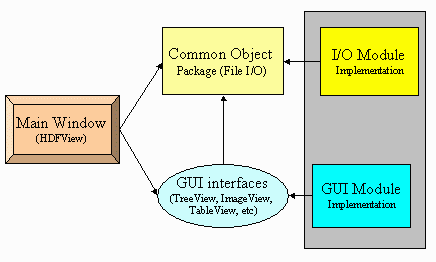 Common Object
Package (File I/O)
I/O Module
Implementation
Main Window
(HDFView)
GUI interfaces
(TreeView, ImageView,
TableView, etc)
GUI Module
Implementation